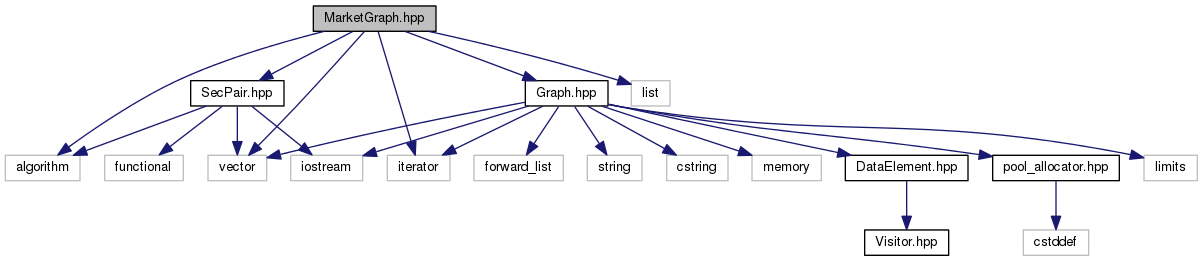 MarketGraph.hpp
SecPair.hpp
Graph.hpp
list
algorithm
functional
vector
iostream
iterator
forward_list
string
cstring
memory
DataElement.hpp
pool_allocator.hpp
limits
Visitor.hpp
cstddef